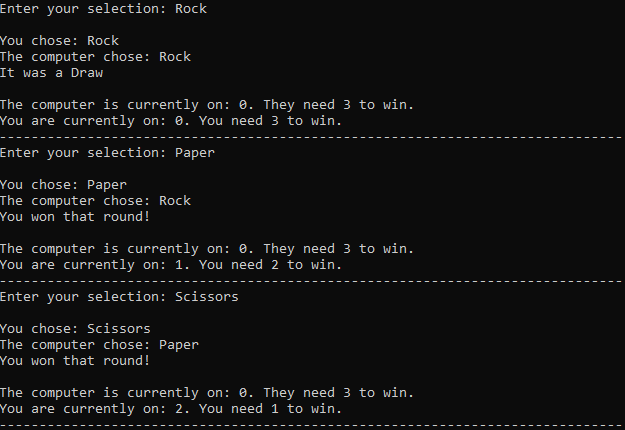 Enter your selection: Rock
You chose: Rock
The computer chose: Rock
It was a Draw
The computer is currently on: 0. They need 3 to win.
You are currently on: 0. You need 3 to win.
------------------------------------------------------------------------------
Enter your selection: Paper
You chose: Paper
The computer chose: Rock
You won that round!
The computer is currently on: 0. They need 3 to win.
You are currently on: 1. You need 2 to win.
------------------------------------------------------------------------------
Enter your selection: Scissors
You chose: Scissors
The computer chose: Paper
You won that round!
The computer is currently on: 0. They need 3 to win.
You are currently on: 2. You need 1 to win.
------------------------------------------------------------------------------